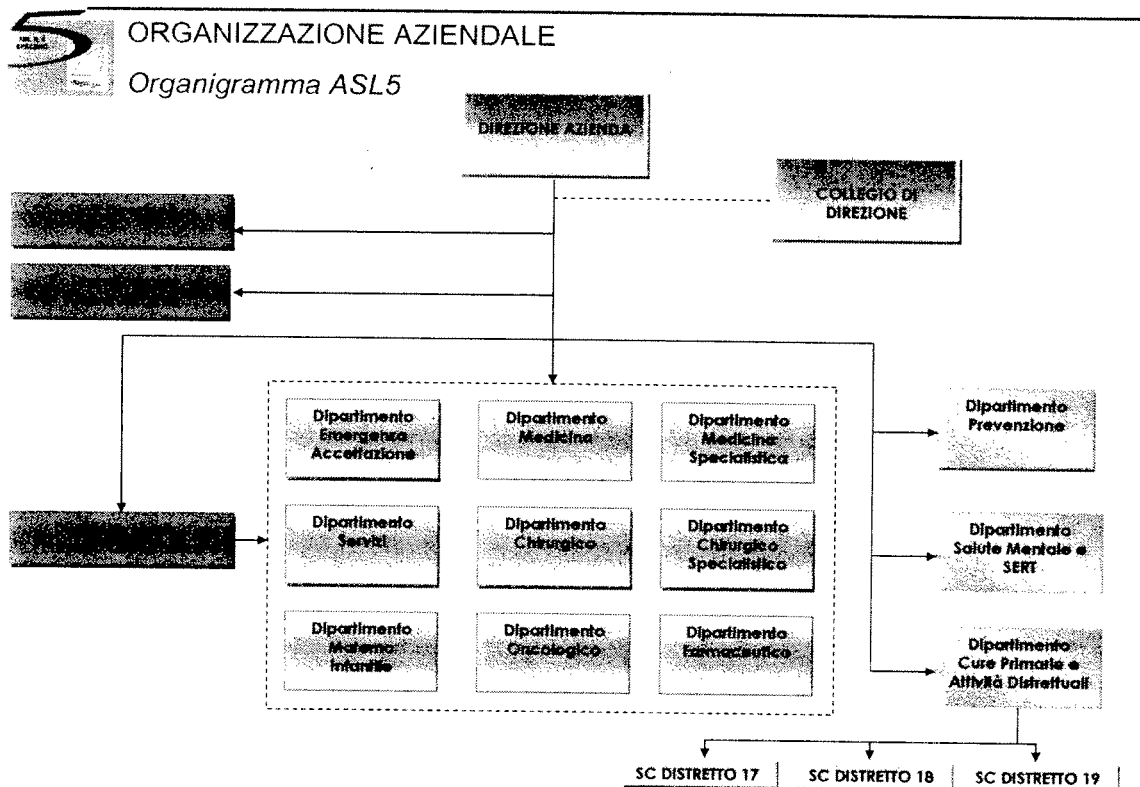 ORGANIZZAZIONE AZIENDALE
Organigramma ASL5
DIREZIONE AZIENDA
COLLEGIO DI
DIREZIONE
Dipartimento
Emergenza
Accettazione
Dipartimento
Medicina
Dipartimento
Medicina
Specialistica
Dipartimento
Prevenzione
Dipartimento
Servizi
Dipartimento
Chirurgico
Dipartimento
Chirurgico
Specialistico
Dipartimento
Salute Mentale e
SERT
Dipartimento
Materno
Infantile
Dipartimento
Oncologico
Dipartimento
Farmaceutico
Dipartimento
Cure Primarie e
Attività Distrettuali
SC DISTRETTO 17
SC DISTRETTO 18
SC DISTRETTO 19